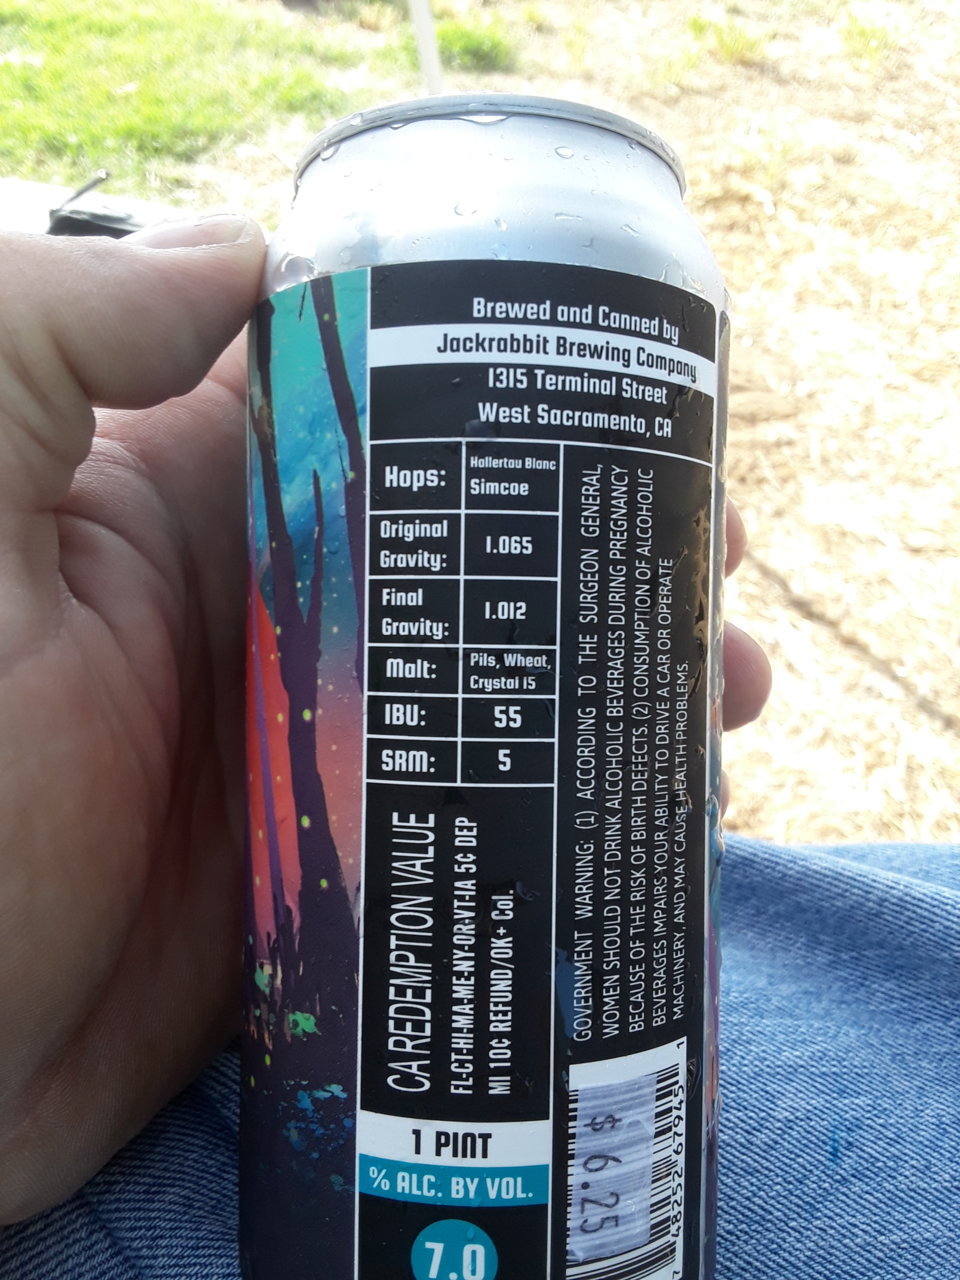 Brewed and Canned by
Jackrabbit Brewing Company
1315 Terminal Street
West Sacramento, CA
Hops:
Hallertau Blanc
Simcoe
Original
Gravity:
1.065
Final
Gravity:
1.012
Malt:
Pils, Wheat,
Crystal 15
IBU:
55
SRM:
5
CA REDEMPTION VALUE
FL-CT-HI-MA-ME-NY-OR-VT-IA 5¢ DEP
MI 10¢ REFUND/OK+ Col.
1 PINT
% ALC. BY VOL.
7.0
GOVERNMENT WARNING: (1) ACCORDING TO THE SURGEON GENERAL,
WOMEN SHOULD NOT DRINK ALCOHOLIC BEVERAGES DURING PREGNANCY
BECAUSE OF THE RISK OF BIRTH DEFECTS. (2) CONSUMPTION OF ALCOHOLIC
BEVERAGES IMPAIRS YOUR ABILITY TO DRIVE A CAR OR OPERATE
MACHINERY, AND MAY CAUSE HEALTH PROBLEMS.
$6.25
7 48252 67945 1